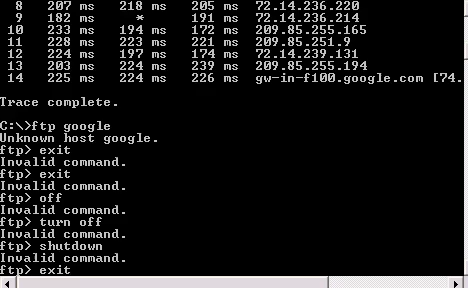 8 207 ms 218 ms 205 ms 72.14.236.220
9 182 ms * 191 ms 72.14.236.214
10 233 ms 194 ms 172 ms 209.85.255.165
11 228 ms 223 ms 221 ms 209.85.251.9
12 224 ms 197 ms 174 ms 72.14.239.131
13 203 ms 224 ms 239 ms 209.85.255.194
14 225 ms 224 ms 226 ms gw-in-f100.google.com [74.
Trace complete.
C:\>ftp google
Unknown host google.
ftp> exit
Invalid command.
ftp> exit
Invalid command.
ftp> off
Invalid command.
ftp> turn off
Invalid command.
ftp> shutdown
Invalid command.
ftp> exit